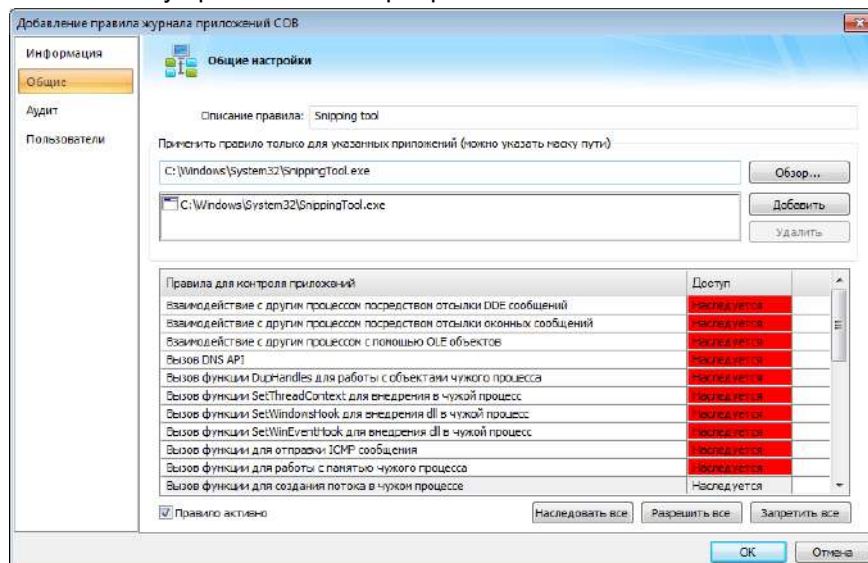 Добавление правила журнала приложений СОВ
Информация
Общие
Аудит
Пользователи
Общие настройки
Описание правила: Snipping tool
Применить правило только для указанных приложений (можно указать маску пути)
C:\Windows\System32\SnippingTool.exe
Обзор...
C:\Windows\System32\SnippingTool.exe
Добавить
Удалить
Правила для контроля приложений Доступ
Взаимодействие с другим процессом посредством отсылки DDE сообщений Наследуется
Взаимодействие с другим процессом посредством отсылки оконных сообщений Наследуется
Взаимодействие с другим процессом с помощью OLE объектов Наследуется
Вызов DNS API Наследуется
Вызов функции DupHandles для работы с объектами чужого процесса Наследуется
Вызов функции SetThreadContext для внедрения в чужой процесс Наследуется
Вызов функции SetWindowsHook для внедрения dll в чужой процесс Наследуется
Вызов функции SetWinEventHook для внедрения dll в чужой процесс Наследуется
Вызов функции для отправки ICMP сообщения Наследуется
Вызов функции для работы с памятью чужого процесса Наследуется
Вызов функции для создания потока в чужом процессе Наследуется
Правило активно
Наследовать все
Разрешить все
Запретить все
OK
Отмена